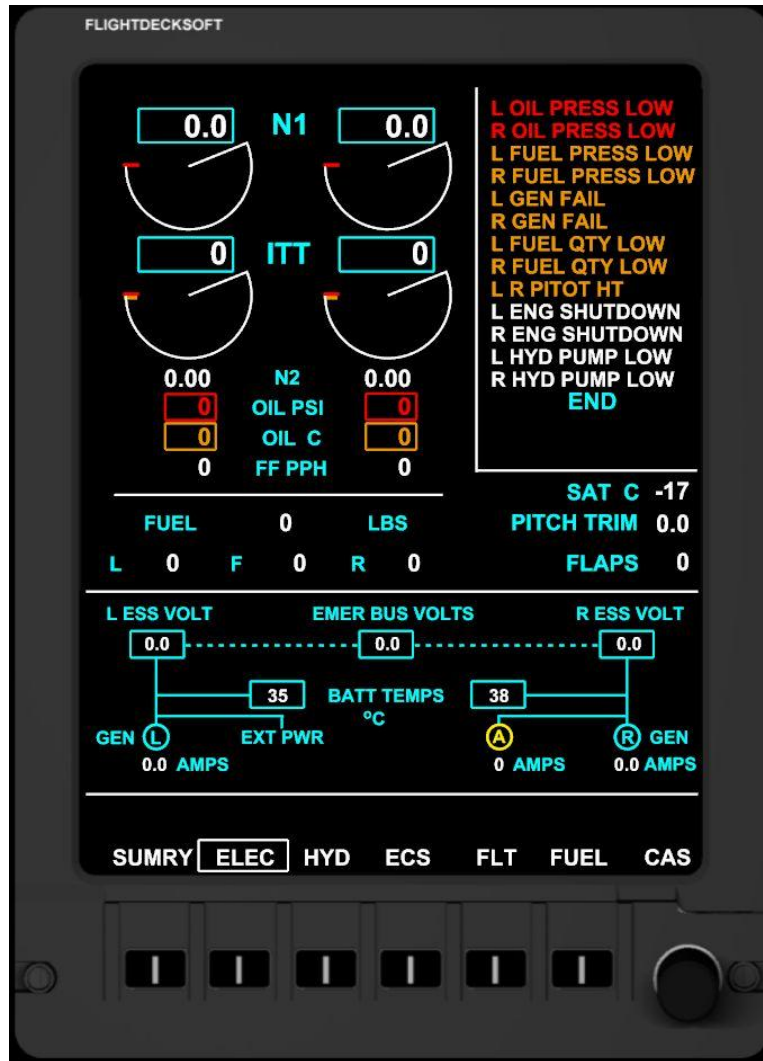 FLIGHTDECKSOFT
0.0 N1 0.0
0 ITT 0
0.00 N2 0.00
0 OIL PSI 0
0 OIL C 0
0 FF PPH 0
L OIL PRESS LOW
R OIL PRESS LOW
L FUEL PRESS LOW
R FUEL PRESS LOW
L GEN FAIL
R GEN FAIL
L FUEL QTY LOW
R FUEL QTY LOW
L R PITOT HT
L ENG SHUTDOWN
R ENG SHUTDOWN
L HYD PUMP LOW
R HYD PUMP LOW
END
FUEL 0 LBS
L 0 F 0 R 0
SAT C -17
PITCH TRIM 0.0
FLAPS 0
L ESS VOLT EMER BUS VOLTS R ESS VOLT
0.0 0.0 0.0
35 BATT TEMPS 38
ºC
GEN L EXT PWR A R GEN
0.0 AMPS 0 AMPS 0.0 AMPS
SUMRY ELEC HYD ECS FLT FUEL CAS